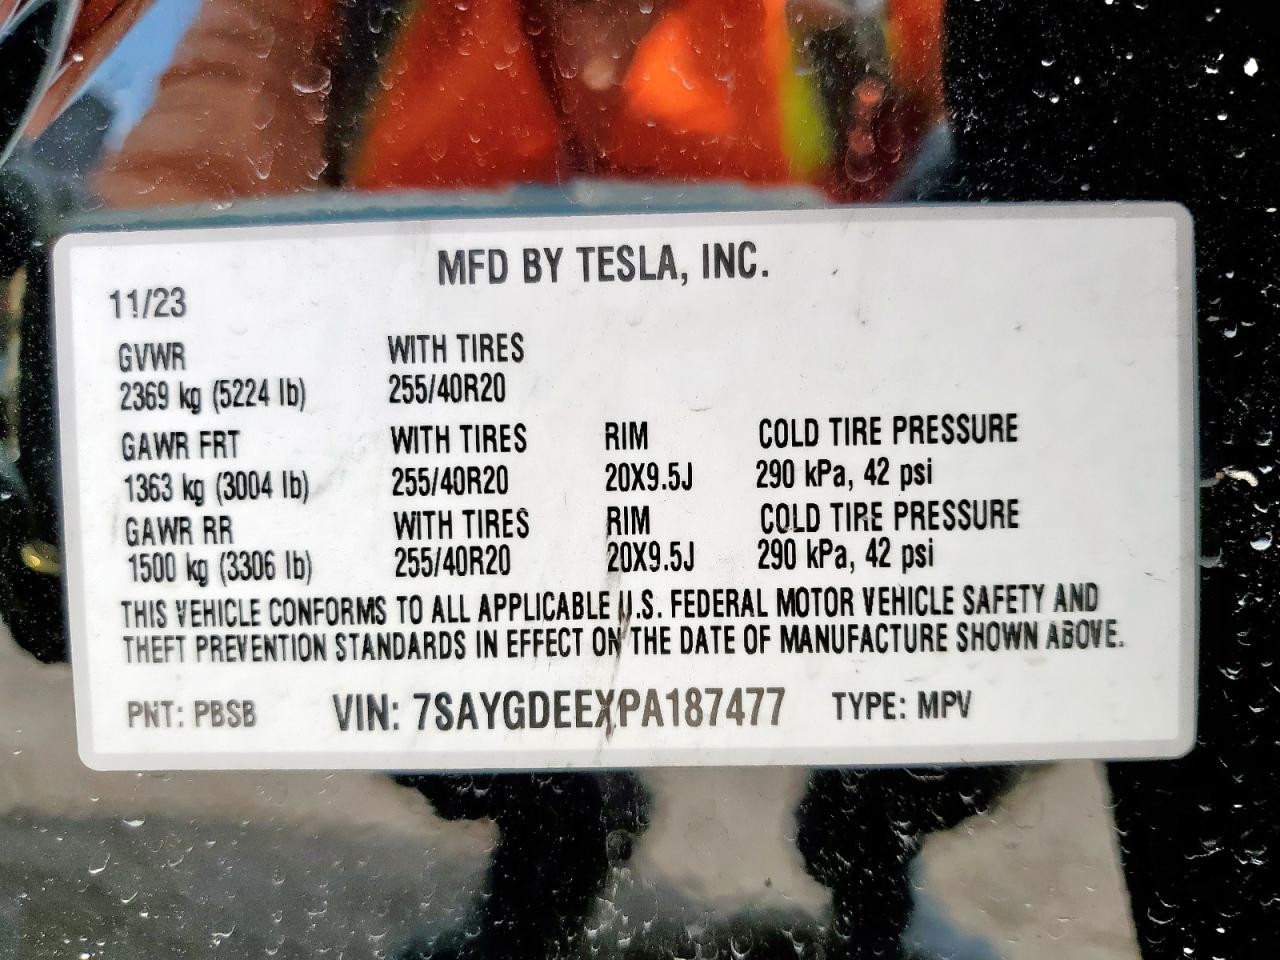 MFD BY TESLA, INC.
11/23
GVWR WITH TIRES
2369 kg (5224 lb) 255/40R20
GAWR FRT WITH TIRES RIM COLD TIRE PRESSURE
1363 kg (3004 lb) 255/40R20 20X9.5J 290 kPa, 42 psi
GAWR RR WITH TIRES RIM COLD TIRE PRESSURE
1500 kg (3306 lb) 255/40R20 20X9.5J 290 kPa, 42 psi
THIS VEHICLE CONFORMS TO ALL APPLICABLE U.S. FEDERAL MOTOR VEHICLE SAFETY AND
THEFT PREVENTION STANDARDS IN EFFECT ON THE DATE OF MANUFACTURE SHOWN ABOVE.
PNT: PBSB VIN: 7SAYGDEEXPA187477 TYPE: MPV